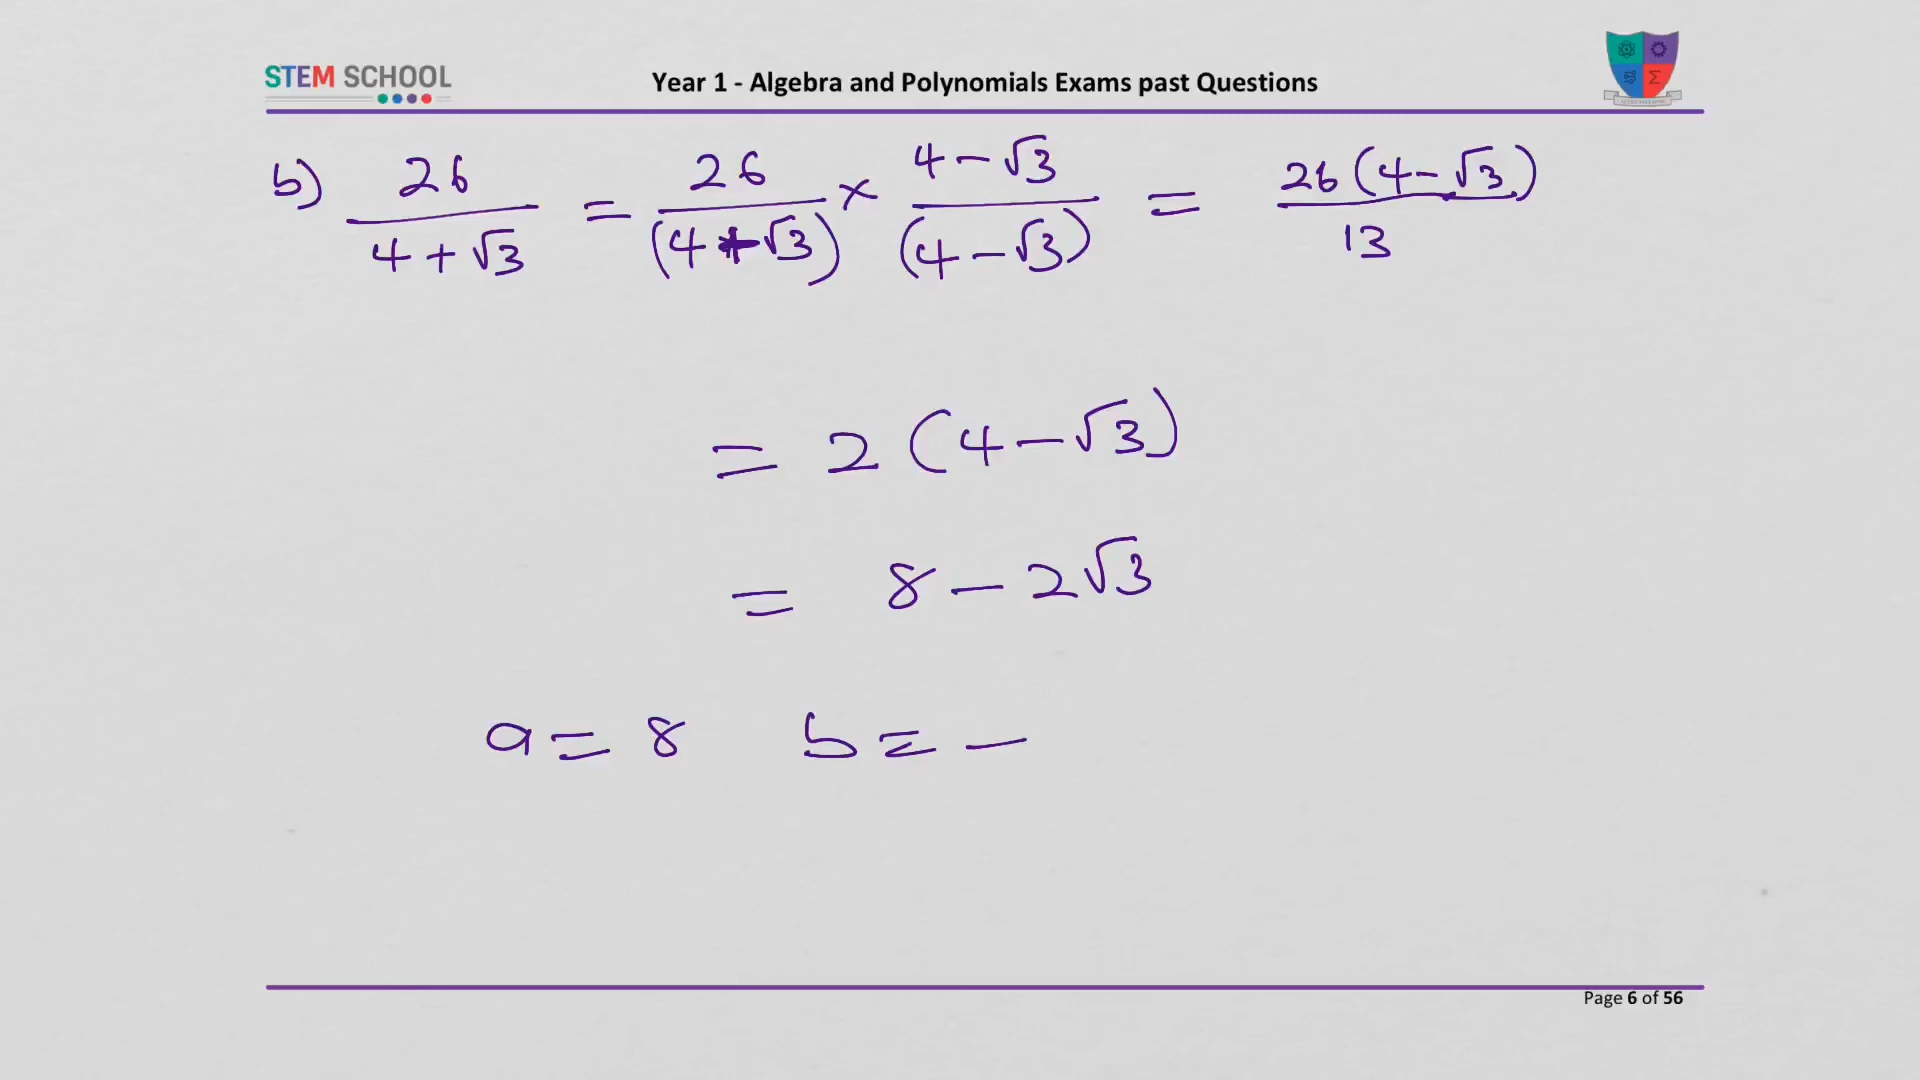 STEM SCHOOL
Year 1 - Algebra and Polynomials Exams past Questions
b) 26/(4 + √3) = 26/(4 + √3) × (4 − √3)/(4 − √3) = 26(4 − √3)/13
= 2(4 − √3)
= 8 − 2√3
a = 8 b = −
Page 6 of 56